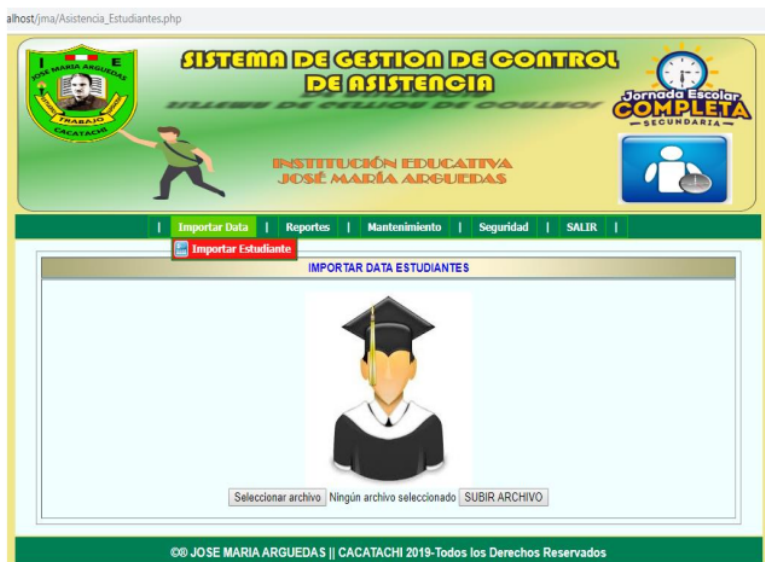 alhost/jma/Asistencia_Estudiantes.php
SISTEMA DE GESTION DE CONTROL
DE ASISTENCIA
I E
JOSE MARIA ARGUEDAS
TRABAJO
CACATACHI
Jornada Escolar
COMPLETA
SECUNDARIA
INSTITUCIÓN EDUCATIVA
JOSÉ MARÍA ARGUEDAS
| Importar Data | Reportes | Mantenimiento | Seguridad | SALIR |
Importar Estudiante
IMPORTAR DATA ESTUDIANTES
Seleccionar archivo Ningún archivo seleccionado SUBIR ARCHIVO
©® JOSE MARIA ARGUEDAS || CACATACHI 2019-Todos los Derechos Reservados